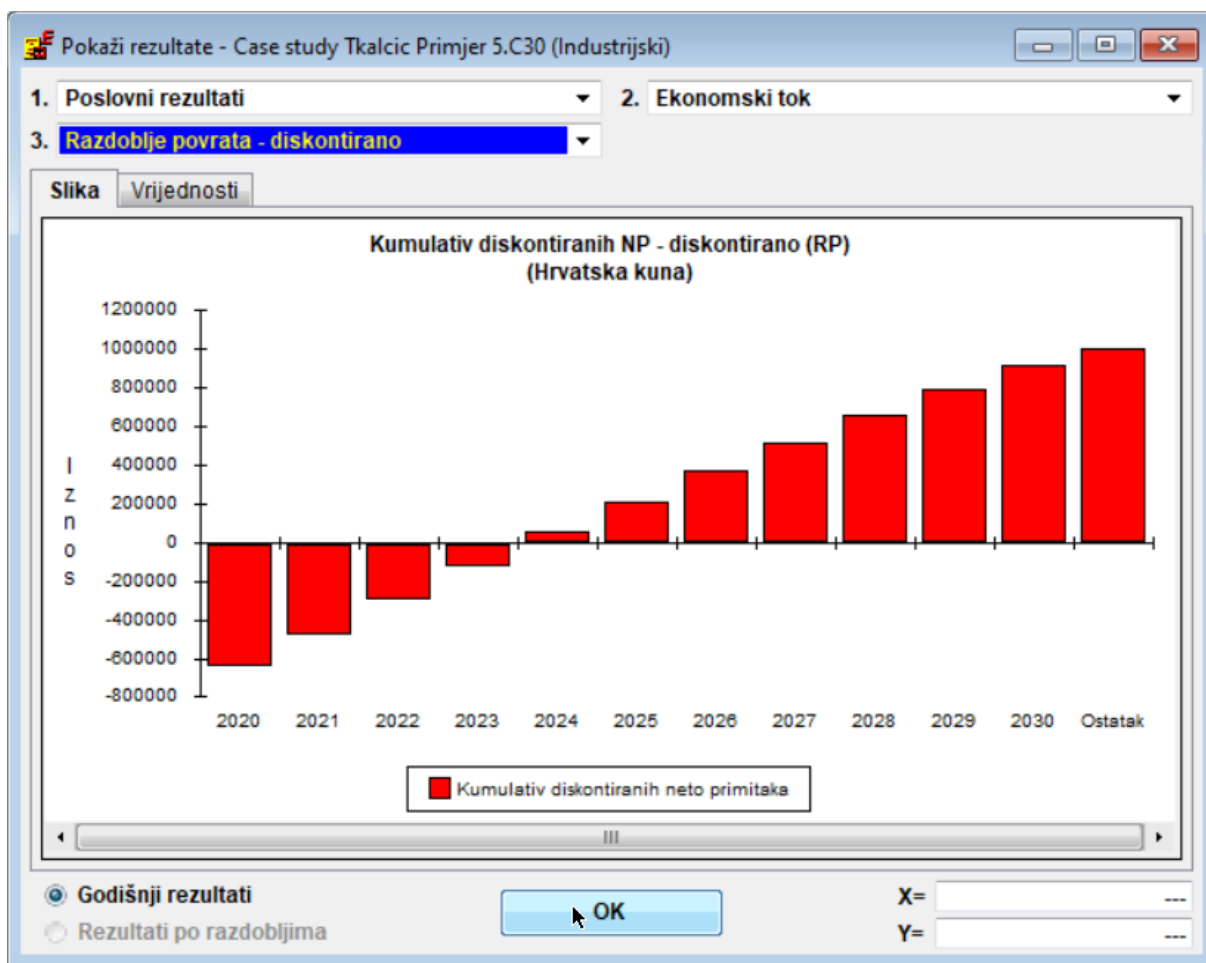 Pokaži rezultate - Case study Tkalcic Primjer 5.C30 (Industrijski)
1. Poslovni rezultati
2. Ekonomski tok
3. Razdoblje povrata - diskontirano
Slika Vrijednosti
Kumulativ diskontiranih NP - diskontirano (RP)
(Hrvatska kuna)
1200000
1000000
800000
600000
400000
200000
0
-200000
-400000
-600000
-800000
Iznos
2020 2021 2022 2023 2024 2025 2026 2027 2028 2029 2030 Ostatak
Kumulativ diskontiranih neto primitaka
Godišnji rezultati
Rezultati po razdobljima
OK
X= ---
Y= ---